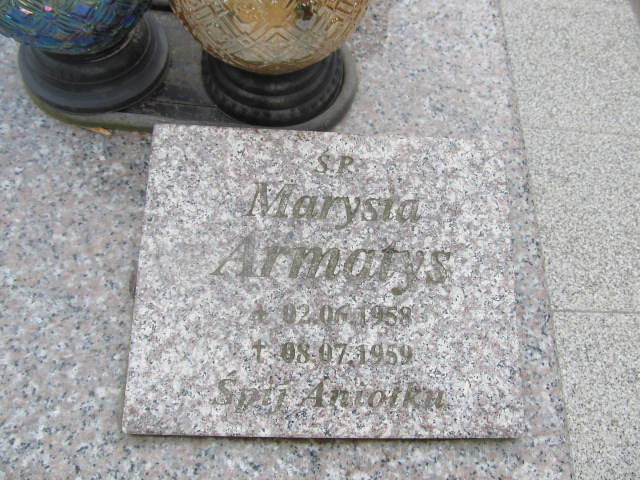 Ś.P.
Marysia
Armatys
* 02.06.1958
† 08.07.1959
Śpij Aniołku